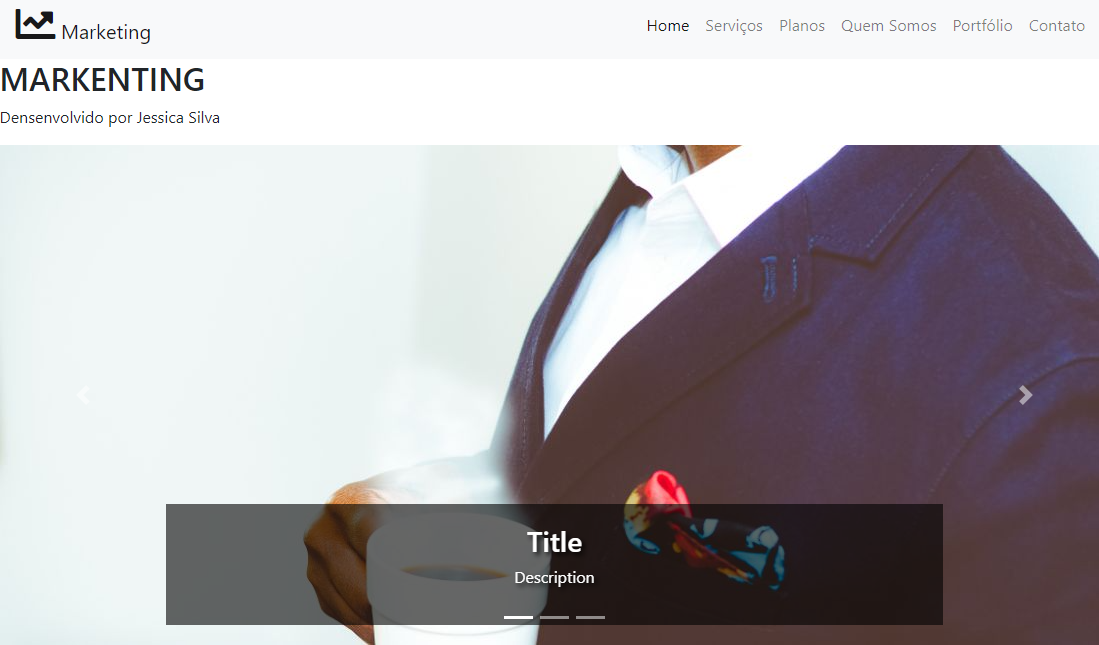 Marketing
Home Serviços Planos Quem Somos Portfólio Contato
MARKENTING
Densenvolvido por Jessica Silva
Title
Description